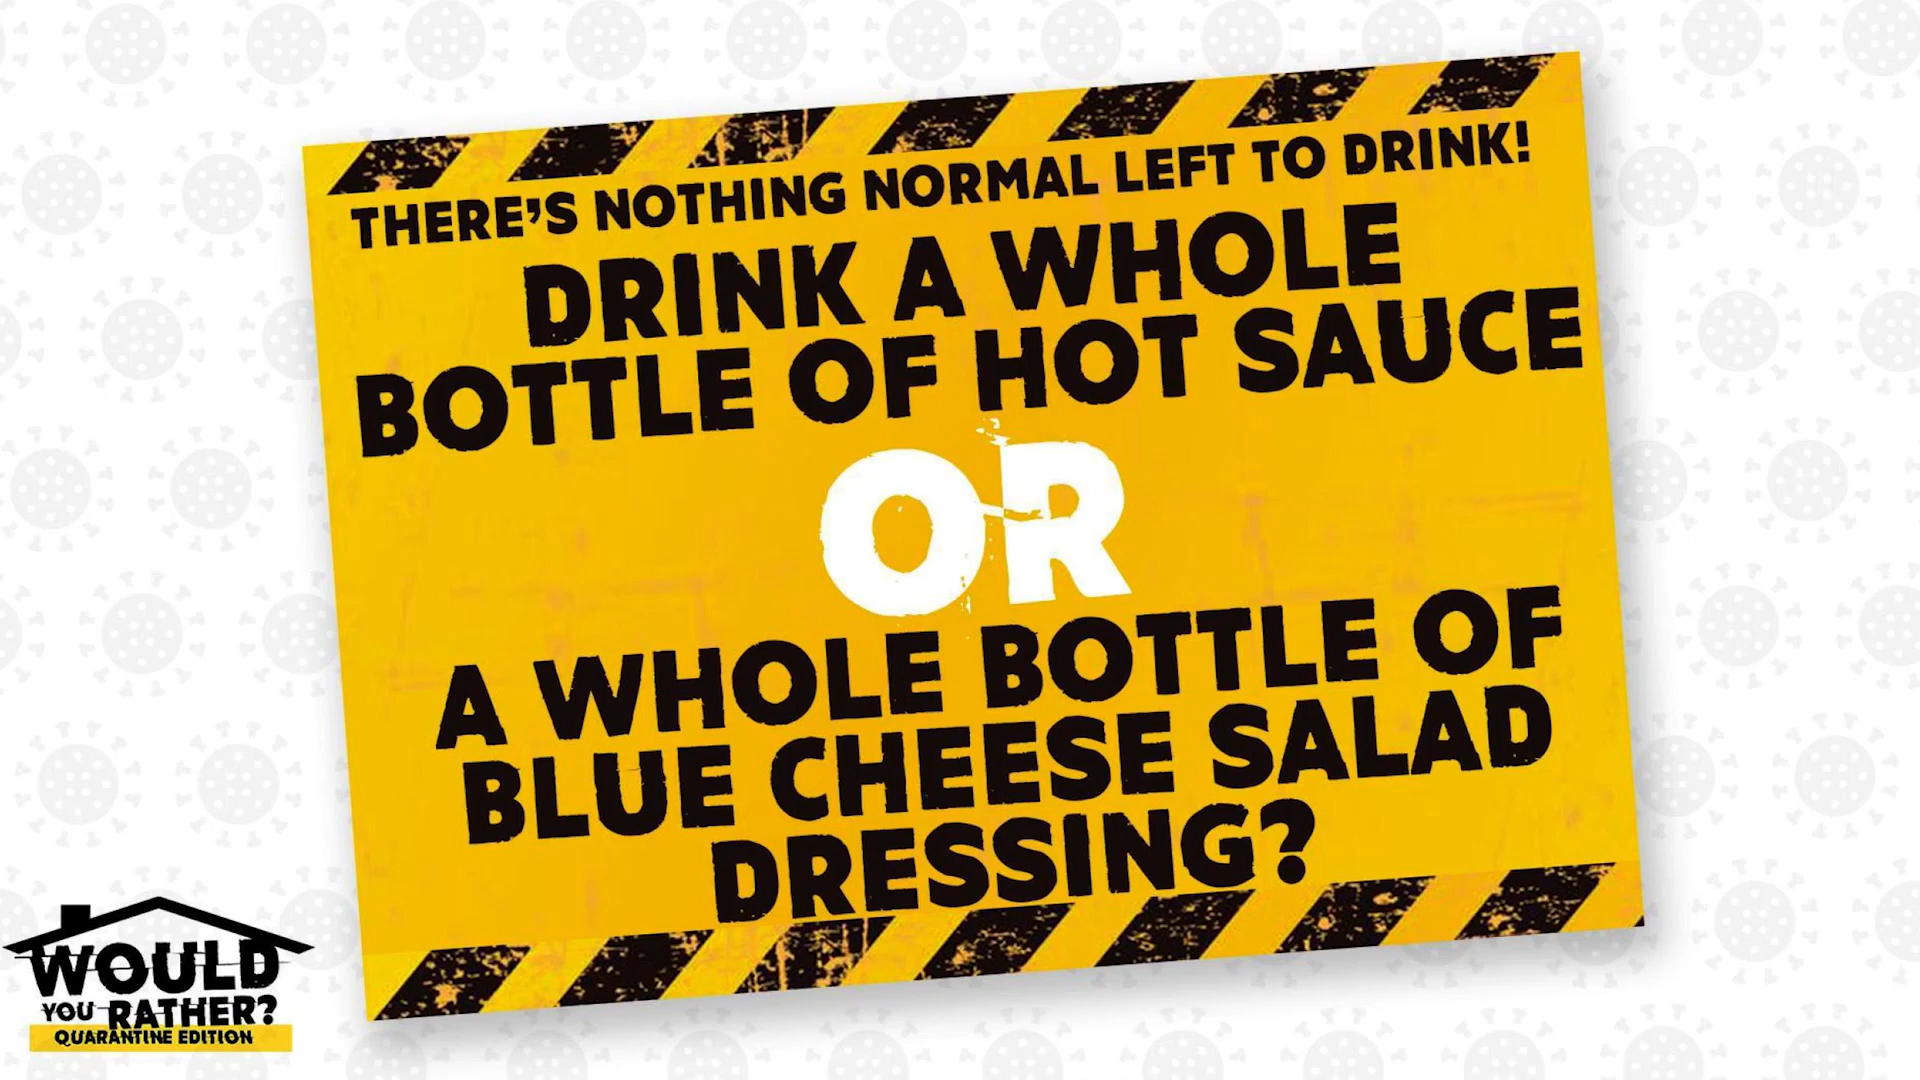 THERE'S NOTHING NORMAL LEFT TO DRINK!
DRINK A WHOLE
BOTTLE OF HOT SAUCE
OR
A WHOLE BOTTLE OF
BLUE CHEESE SALAD
DRESSING?
WOULD
YOU RATHER?
QUARANTINE EDITION